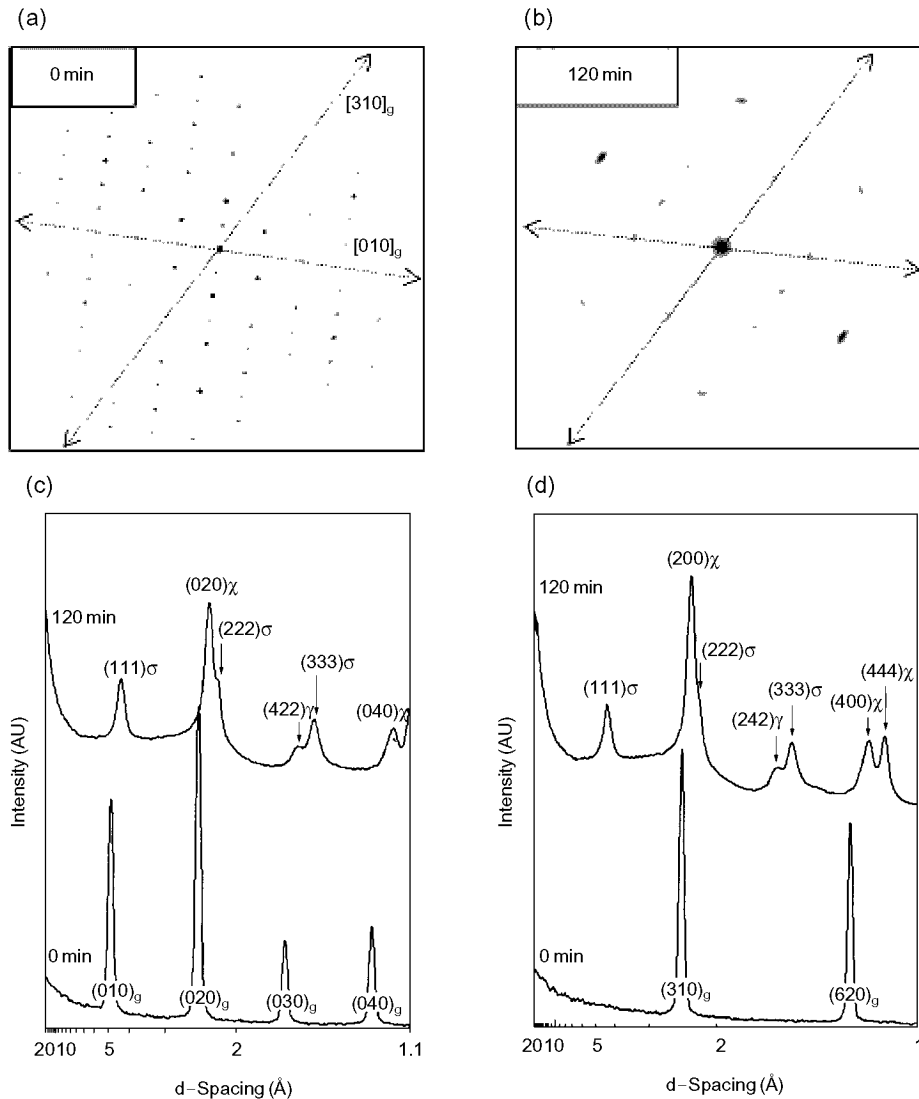 (a)
0 min
[310]g
[010]g
(b)
120 min
(c)
120 min
(111)σ
(020)χ
(222)σ
(422)γ
(333)σ
(040)χ
0 min
(010)g
(020)g
(030)g
(040)g
Intensity (AU)
2010 5 2 1.1
d–Spacing (Å)
(d)
120 min
(111)σ
(200)χ
(222)σ
(242)γ
(333)σ
(400)χ
(444)χ
0 min
(310)g
(620)g
Intensity (AU)
2010 5 2 1
d–Spacing (Å)